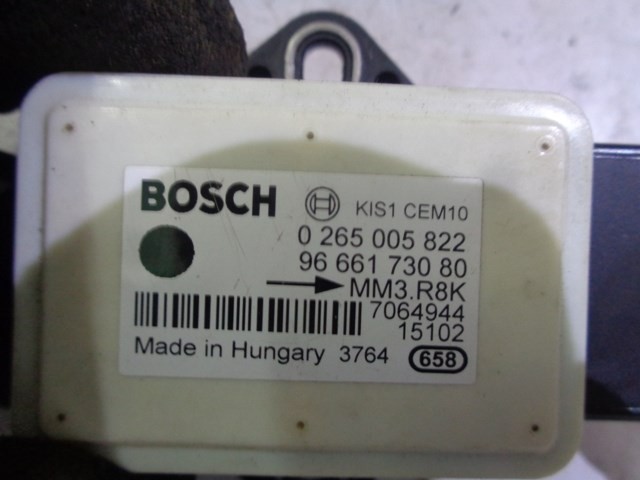 BOSCH KIS1 CEM10
0 265 005 822
96 661 730 80
MM3.R8K
7064944
15102
Made in Hungary 3764 658